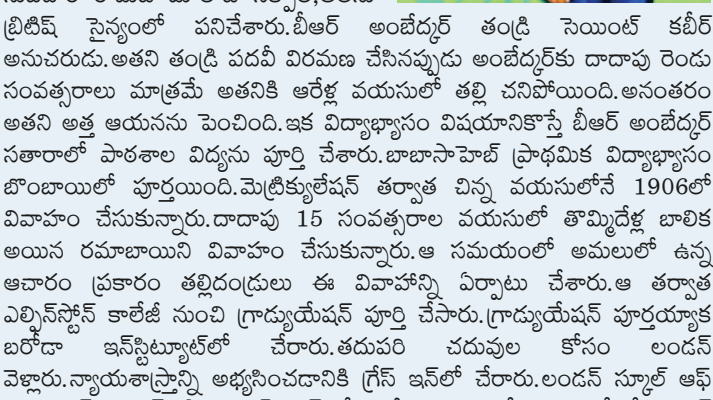 బ్రిటిష్ సైన్యంలో పనిచేశారు.బీఆర్ అంబేద్కర్ తండ్రి సెయింట్ కబీర్
అనుచరుడు.అతని తండ్రి పదవీ విరమణ చేసినప్పుడు అంబేద్కర్‌కు దాదాపు రెండు
సంవత్సరాలు మాత్రమే అతనికి ఆరేళ్ల వయసులో తల్లి చనిపోయింది.అనంతరం
అతని అత్త ఆయనను పెంచింది.ఇక విద్యాభ్యాసం విషయానికొస్తే బీఆర్ అంబేద్కర్
సతారాలో పాఠశాల విద్యను పూర్తి చేశారు.బాబాసాహెబ్ ప్రాథమిక విద్యాభ్యాసం
బొంబాయిలో పూర్తయింది.మెట్రిక్యులేషన్ తర్వాత చిన్న వయసులోనే 1906లో
వివాహం చేసుకున్నారు.దాదాపు 15 సంవత్సరాల వయసులో తొమ్మిదేళ్ల బాలిక
అయిన రమాబాయిని వివాహం చేసుకున్నారు.ఆ సమయంలో అమలులో ఉన్న
ఆచారం ప్రకారం తల్లిదండ్రులు ఈ వివాహాన్ని ఏర్పాటు చేశారు.ఆ తర్వాత
ఎల్ఫిన్‌స్టోన్ కాలేజీ నుంచి గ్రాడ్యుయేషన్ పూర్తి చేసారు.గ్రాడ్యుయేషన్ పూర్తయ్యాక
బరోడా ఇన్‌స్టిట్యూట్‌లో చేరారు.తదుపరి చదువుల కోసం లండన్
వెళ్లారు.న్యాయశాస్త్రాన్ని అభ్యసించడానికి గ్రేస్ ఇన్‌లో చేరారు.లండన్ స్కూల్ ఆఫ్